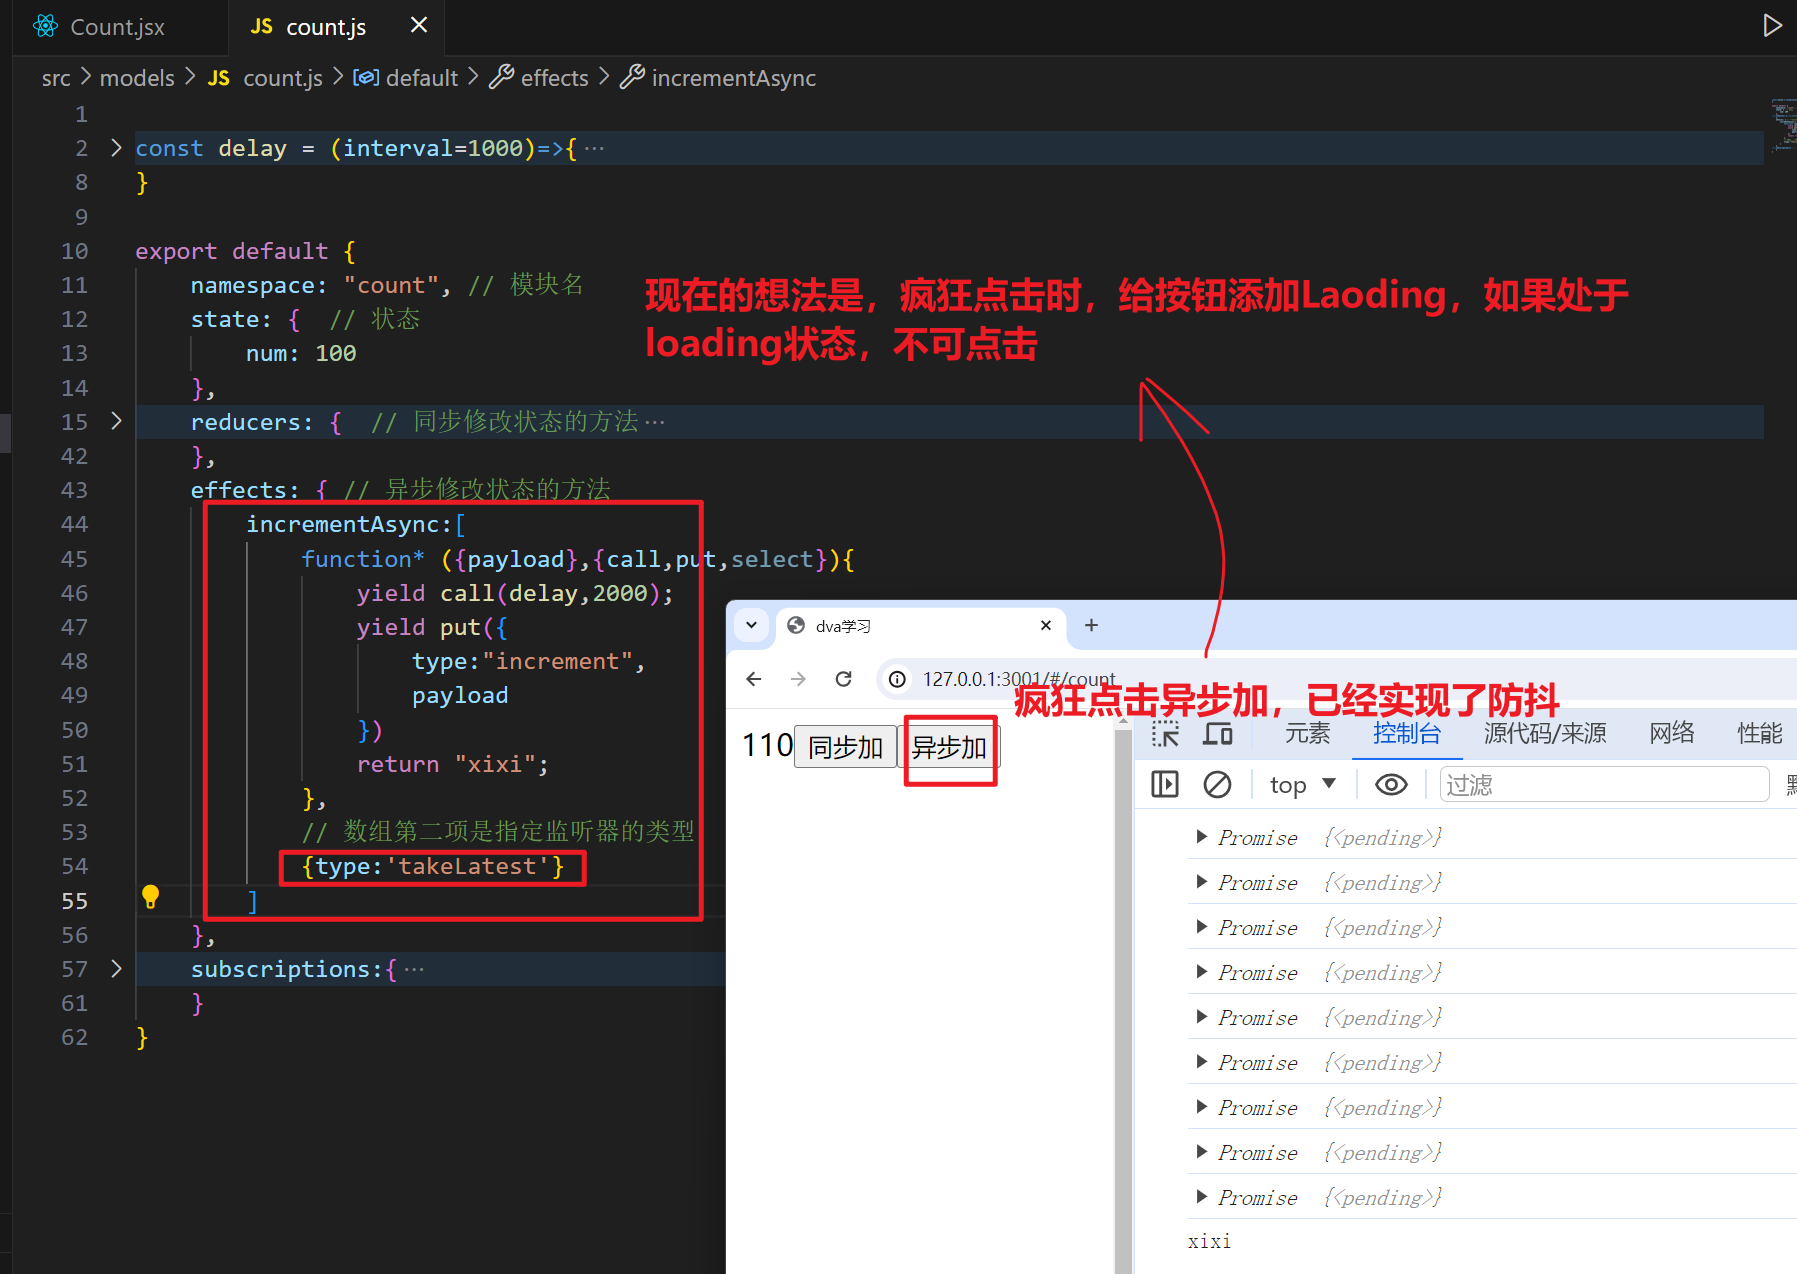 Count.jsx
JS count.js ×
src > models > JS count.js > default > effects > incrementAsync
1
2 const delay = (interval=1000)=>{ ···
8 }
9
10 export default {
11 namespace: "count", // 模块名
12 state: { // 状态
13 num: 100
14 },
15 reducers: { // 同步修改状态的方法 ···
42 },
43 effects: { // 异步修改状态的方法
44 incrementAsync:[
45 function* ({payload},{call,put,select}){
46 yield call(delay,2000);
47 yield put({
48 type:"increment",
49 payload
50 })
51 return "xixi";
52 },
53 // 数组第二项是指定监听器的类型
54 {type:'takeLatest'}
55 ]
56 },
57 subscriptions:{ ···
61 }
62 }
现在的想法是，疯狂点击时，给按钮添加Laoding，如果处于
loading状态，不可点击
dva学习
127.0.0.1:3001/#/count
疯狂点击异步加，已经实现了防抖
110 同步加 异步加
元素 控制台 源代码/来源 网络 性能
top 过滤
Promise {<pending>}
Promise {<pending>}
Promise {<pending>}
Promise {<pending>}
Promise {<pending>}
Promise {<pending>}
Promise {<pending>}
Promise {<pending>}
Promise {<pending>}
xixi